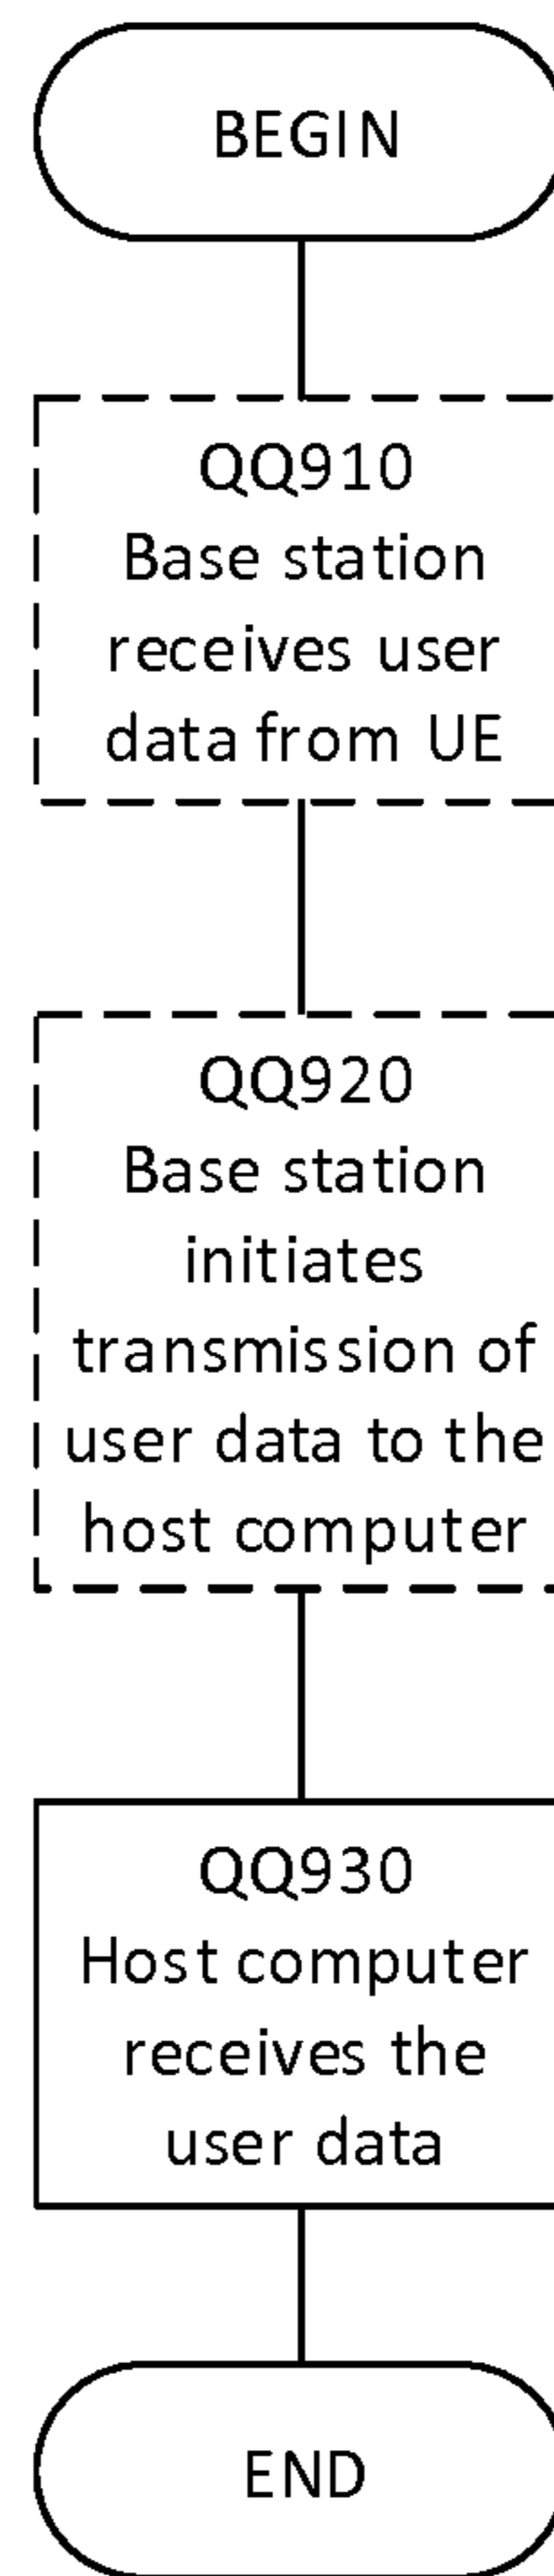 BEGIN
QQ910
Base station
receives user
data from UE
QQ920
Base station
initiates
transmission of
user data to the
host computer
QQ930
Host computer
receives the
user data
END